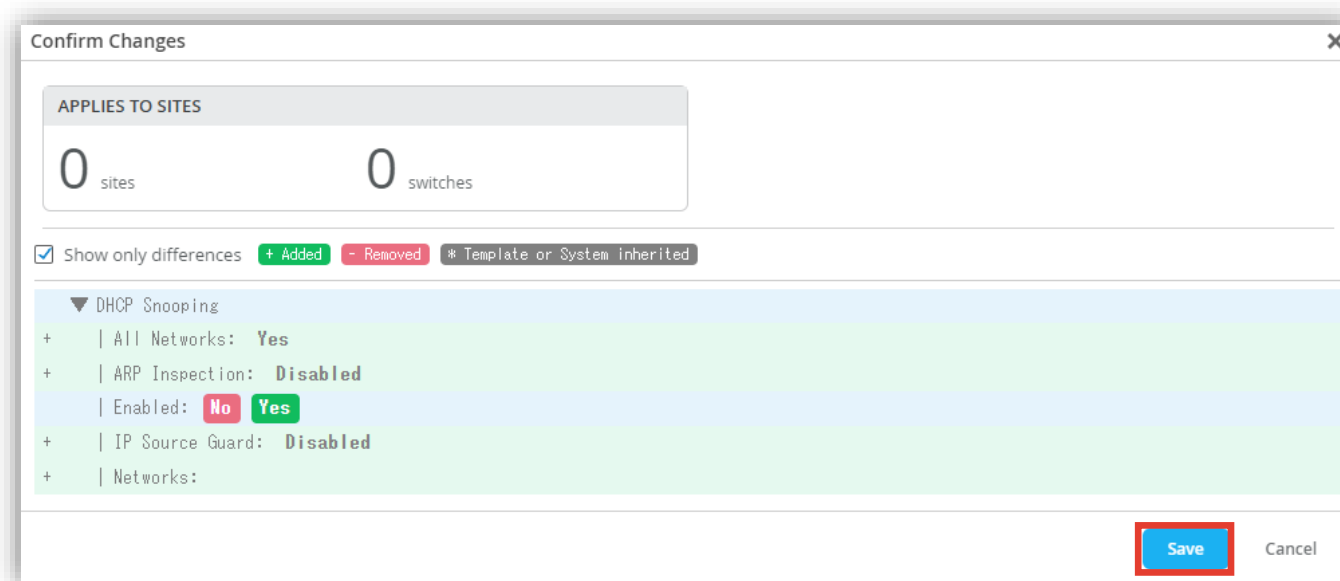 Confirm Changes
APPLIES TO SITES
0 sites 0 switches
Show only differences + Added - Removed * Template or System inherited
▼ DHCP Snooping
+ | All Networks: Yes
+ | ARP Inspection: Disabled
| Enabled: No Yes
+ | IP Source Guard: Disabled
+ | Networks:
Save Cancel